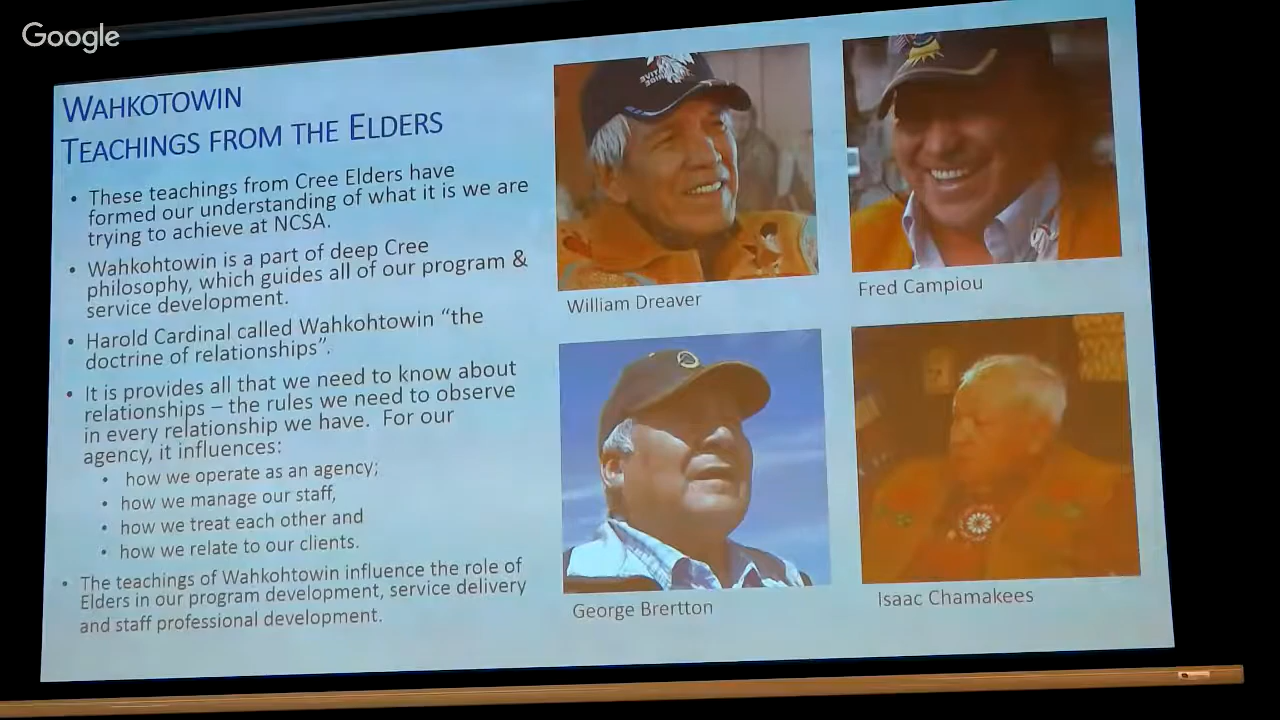 Google
WAHKOTOWIN
TEACHINGS FROM THE ELDERS
• These teachings from Cree Elders have
formed our understanding of what it is we are
trying to achieve at NCSA.
• Wahkohtowin is a part of deep Cree
philosophy, which guides all of our program &
service development.
• Harold Cardinal called Wahkohtowin “the
doctrine of relationships”.
• It is provides all that we need to know about
relationships – the rules we need to observe
in every relationship we have. For our
agency, it influences:
• how we operate as an agency;
• how we manage our staff,
• how we treat each other and
• how we relate to our clients.
• The teachings of Wahkohtowin influence the role of
Elders in our program development, service delivery
and staff professional development.
William Dreaver
Fred Campiou
George Brertton
Isaac Chamakees